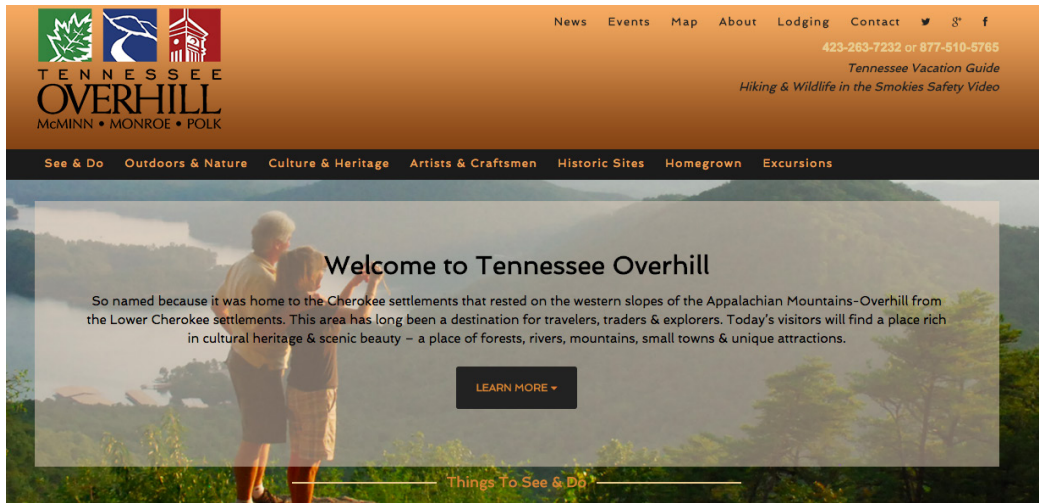 TENNESSEE
OVERHILL
McMINN • MONROE • POLK
News Events Map About Lodging Contact
423-263-7232 or 877-510-5765
Tennessee Vacation Guide
Hiking & Wildlife in the Smokies Safety Video
See & Do Outdoors & Nature Culture & Heritage Artists & Craftsmen Historic Sites Homegrown Excursions
Welcome to Tennessee Overhill
So named because it was home to the Cherokee settlements that rested on the western slopes of the Appalachian Mountains-Overhill from
the Lower Cherokee settlements. This area has long been a destination for travelers, traders & explorers. Today's visitors will find a place rich
in cultural heritage & scenic beauty – a place of forests, rivers, mountains, small towns & unique attractions.
LEARN MORE
Things To See & Do